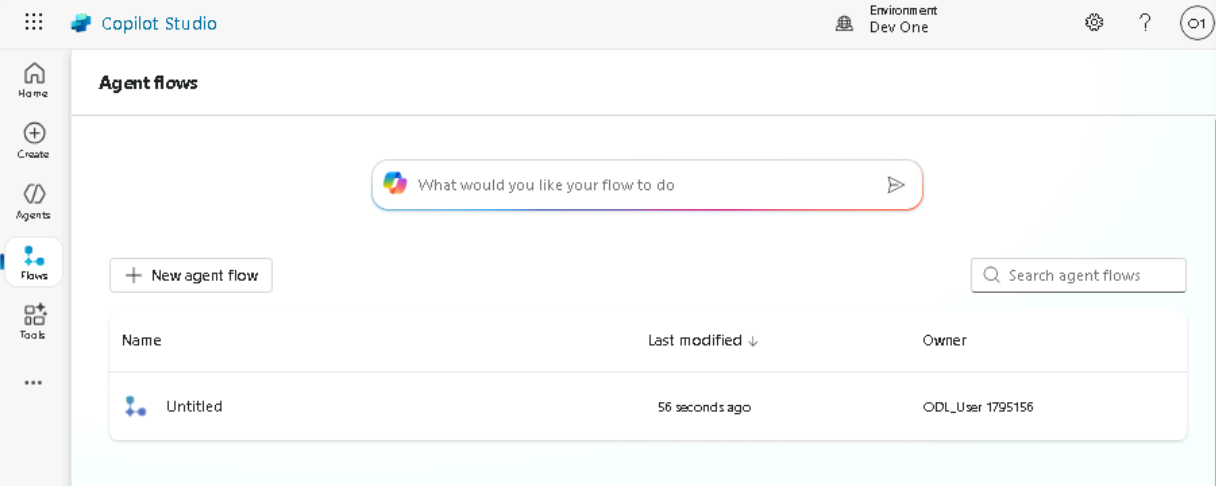 Copilot Studio
Environment
Dev One
O1
Home
Create
Agents
Flows
Tools
Agent flows
What would you like your flow to do
New agent flow
Search agent flows
Name Last modified Owner
Untitled 56 seconds ago ODL_User 1795156